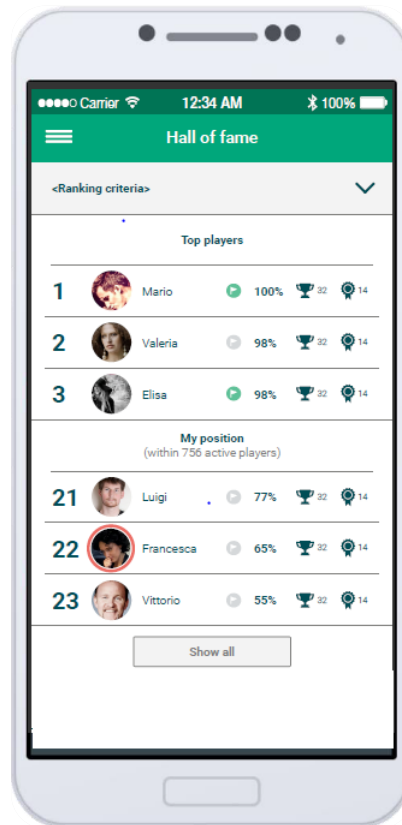 Carrier 12:34 AM 100%
Hall of fame
<Ranking criteria>
Top players
1 Mario 100% 32 14
2 Valeria 98% 32 14
3 Elisa 98% 32 14
My position
(within 756 active players)
21 Luigi 77% 32 14
22 Francesca 65% 32 14
23 Vittorio 55% 32 14
Show all